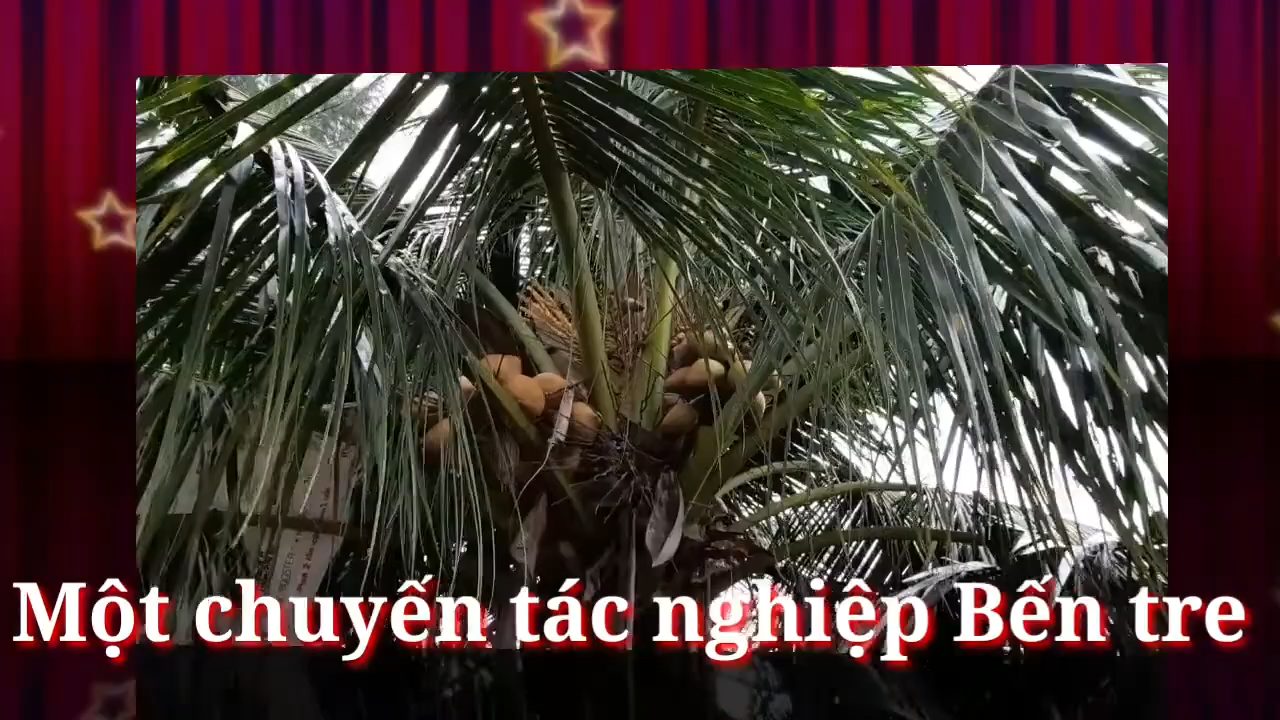 Một chuyến tác nghiệp Bến tre